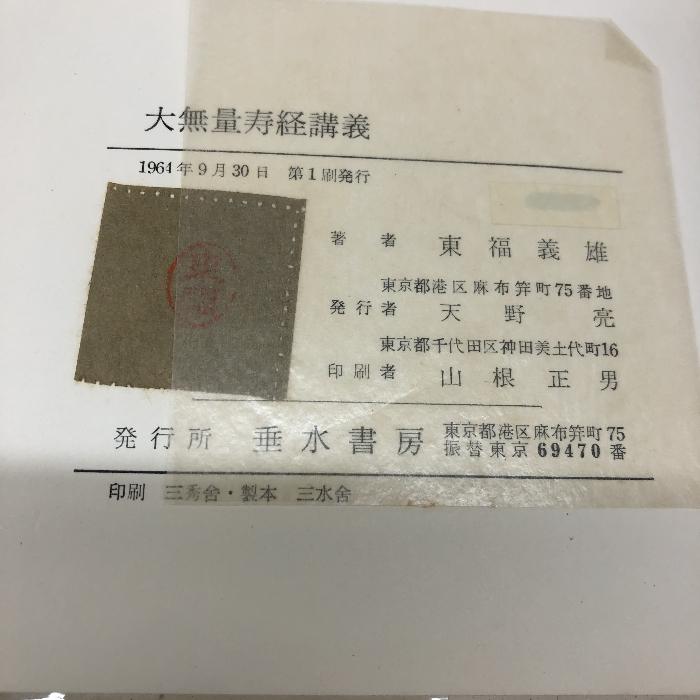 大無量寿経講義
1964年9月30日 第1刷発行
著者 東福義雄
東京都港区麻布笄町75番地
発行者 天野亮
東京都千代田区神田美土代町16
印刷者 山根正男
発行所 垂水書房 東京都港区麻布笄町75
振替東京69470番
印刷 三秀舎・製本 三水舎